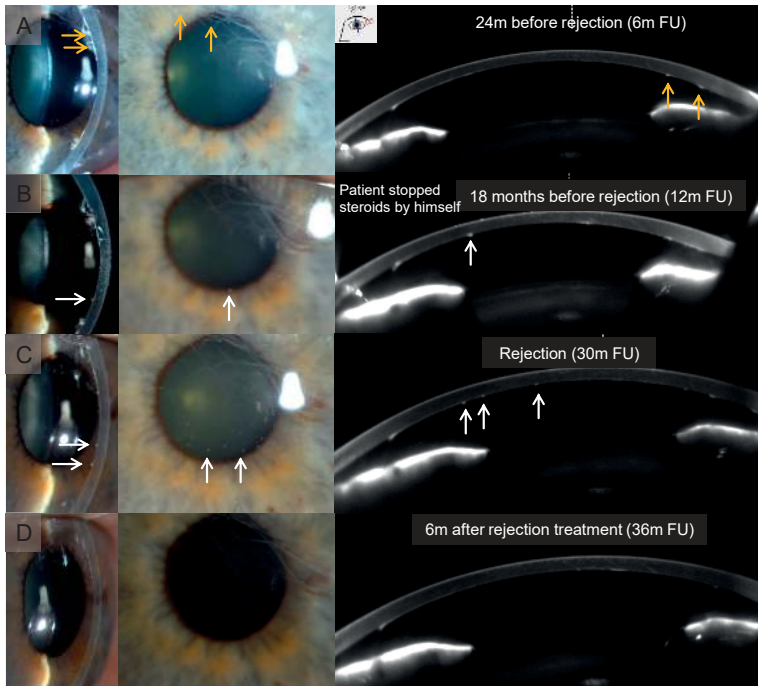 A
24m before rejection (6m FU)
B
Patient stopped
steroids by himself
18 months before rejection (12m FU)
C
Rejection (30m FU)
D
6m after rejection treatment (36m FU)